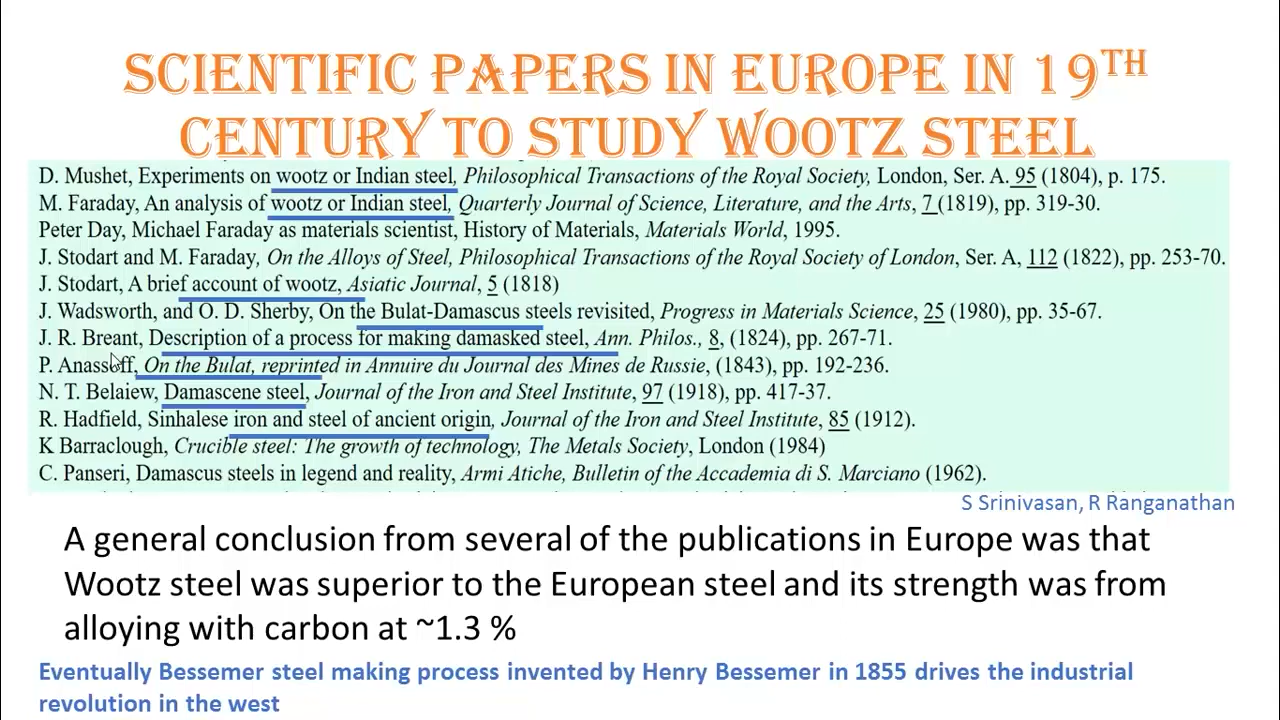 SCIENTIFIC PAPERS IN EUROPE IN 19TH
CENTURY TO STUDY WOOTZ STEEL
D. Mushet, Experiments on wootz or Indian steel, Philosophical Transactions of the Royal Society, London, Ser. A. 95 (1804), p. 175.
M. Faraday, An analysis of wootz or Indian steel, Quarterly Journal of Science, Literature, and the Arts, 7 (1819), pp. 319-30.
Peter Day, Michael Faraday as materials scientist, History of Materials, Materials World, 1995.
J. Stodart and M. Faraday, On the Alloys of Steel, Philosophical Transactions of the Royal Society of London, Ser. A, 112 (1822), pp. 253-70.
J. Stodart, A brief account of wootz, Asiatic Journal, 5 (1818)
J. Wadsworth, and O. D. Sherby, On the Bulat-Damascus steels revisited, Progress in Materials Science, 25 (1980), pp. 35-67.
J. R. Breant, Description of a process for making damasked steel, Ann. Philos., 8, (1824), pp. 267-71.
P. Anassoff, On the Bulat, reprinted in Annuire du Journal des Mines de Russie, (1843), pp. 192-236.
N. T. Belaiew, Damascene steel, Journal of the Iron and Steel Institute, 97 (1918), pp. 417-37.
R. Hadfield, Sinhalese iron and steel of ancient origin, Journal of the Iron and Steel Institute, 85 (1912).
K Barraclough, Crucible steel: The growth of technology, The Metals Society, London (1984)
C. Panseri, Damascus steels in legend and reality, Armi Atiche, Bulletin of the Accademia di S. Marciano (1962).
S Srinivasan, R Ranganathan
A general conclusion from several of the publications in Europe was that
Wootz steel was superior to the European steel and its strength was from
alloying with carbon at ~1.3 %
Eventually Bessemer steel making process invented by Henry Bessemer in 1855 drives the industrial
revolution in the west